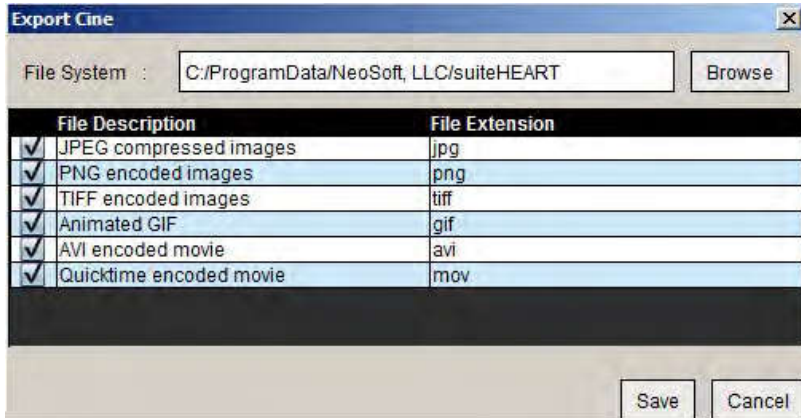 Export Cine
File System : C:/ProgramData/NeoSoft, LLC/suiteHEART Browse
File Description File Extension
JPEG compressed images jpg
PNG encoded images png
TIFF encoded images tiff
Animated GIF gif
AVI encoded movie avi
Quicktime encoded movie mov
Save Cancel